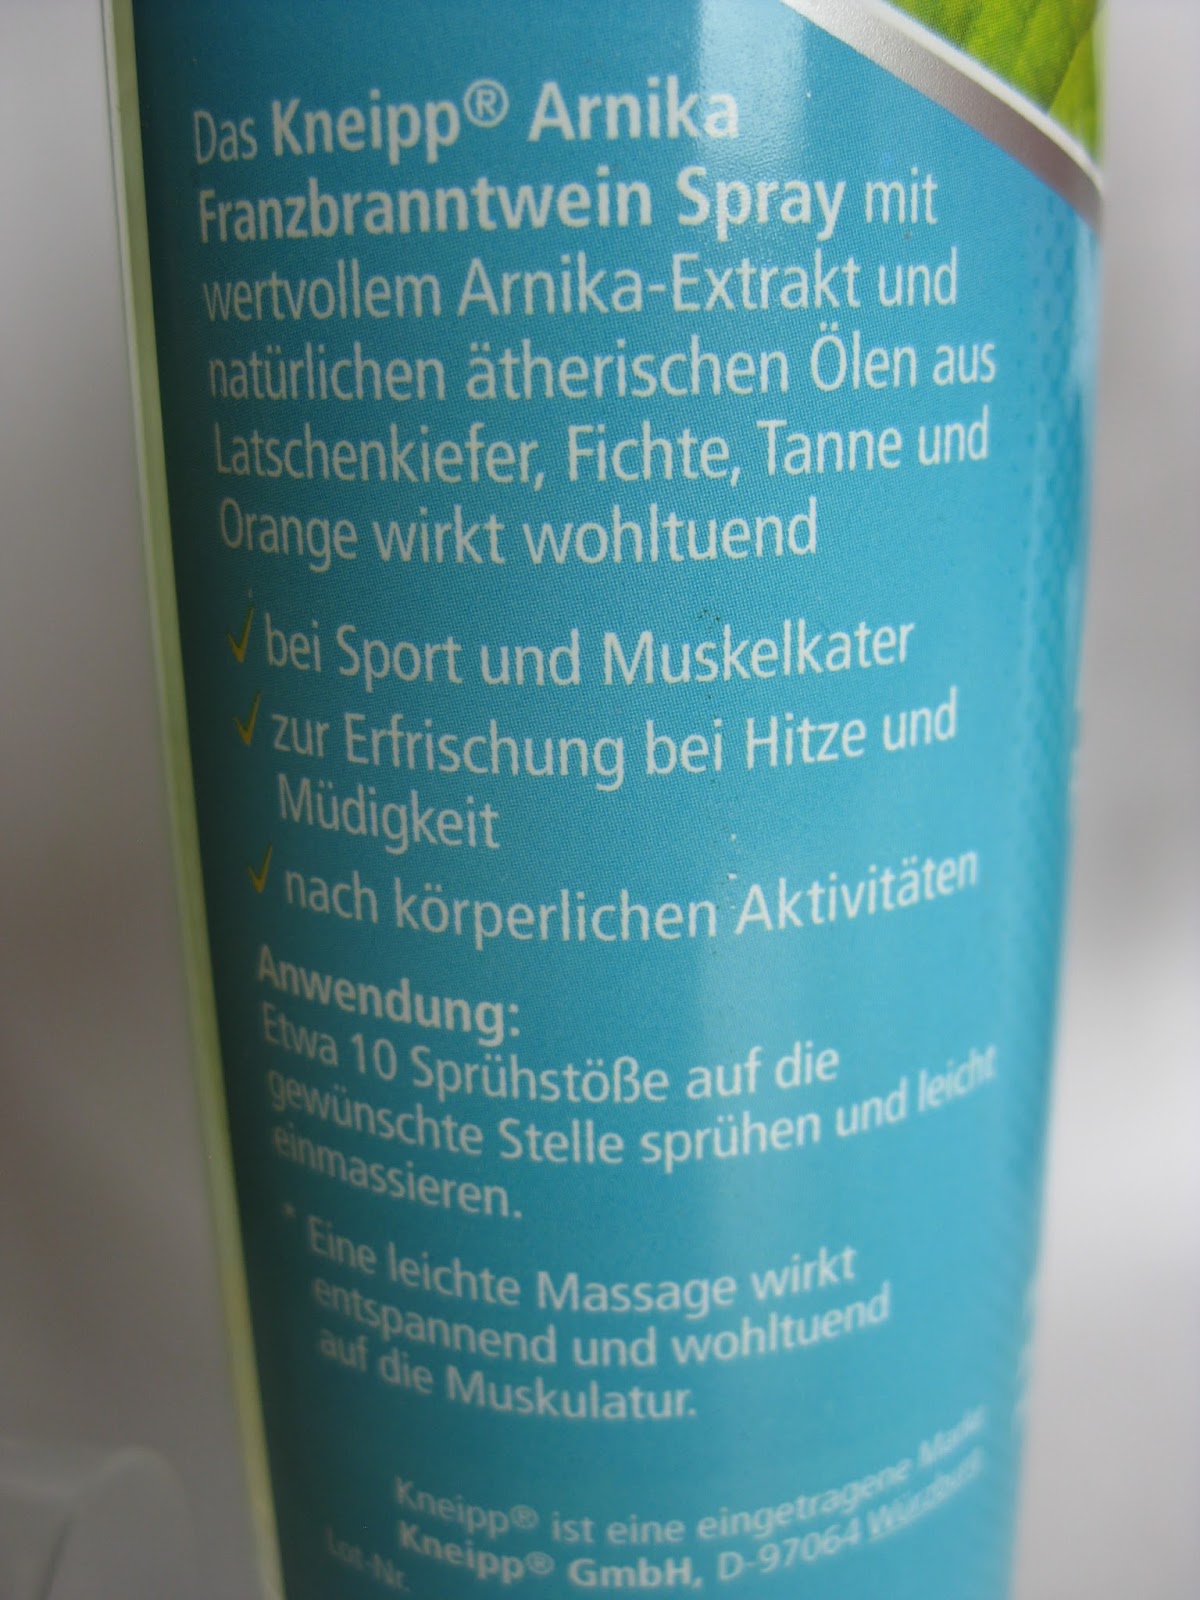 Das Kneipp® Arnika
Franzbranntwein Spray mit
wertvollem Arnika-Extrakt und
natürlichen ätherischen Ölen aus
Latschenkiefer, Fichte, Tanne und
Orange wirkt wohltuend
✓ bei Sport und Muskelkater
✓ zur Erfrischung bei Hitze und
Müdigkeit
✓ nach körperlichen Aktivitäten
Anwendung:
Etwa 10 Sprühstöße auf die
gewünschte Stelle sprühen und leicht
einmassieren.
* Eine leichte Massage wirkt
entspannend und wohltuend
auf die Muskulatur.
Kneipp® ist eine eingetragene Marke
Kneipp® GmbH, D-97064 Würzburg
Lot-Nr.